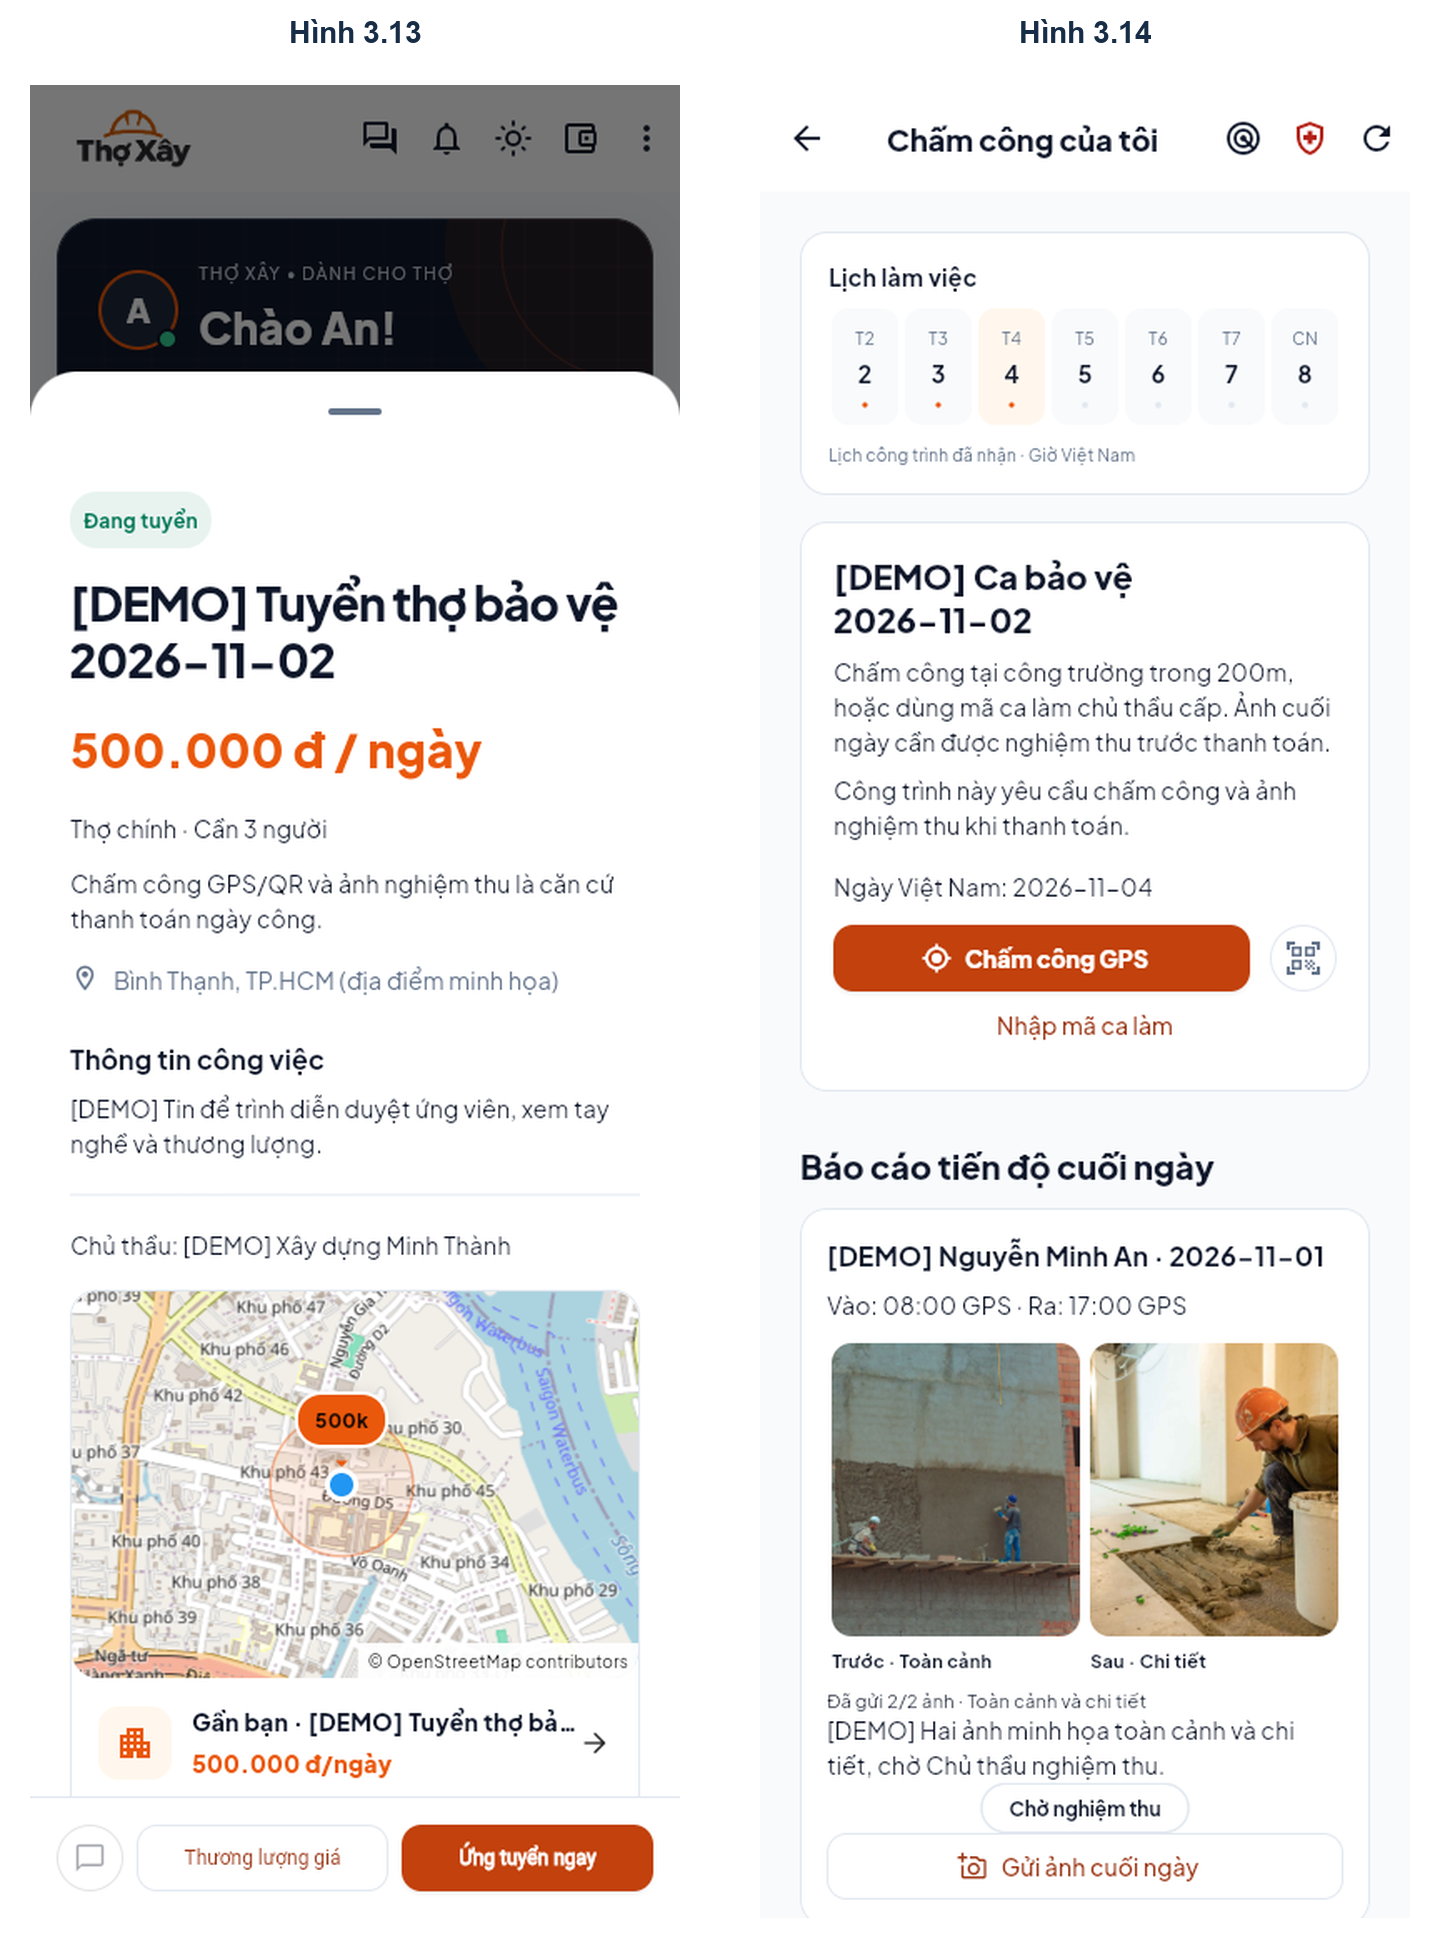 Hình 3.13
Thợ Xây
THỢ XÂY • DÀNH CHO THỢ
A
Chào An!
Đang tuyển
[DEMO] Tuyển thợ bảo vệ
2026-11-02
500.000 đ / ngày
Thợ chính · Cần 3 người
Chấm công GPS/QR và ảnh nghiệm thu là căn cứ
thanh toán ngày công.
Bình Thạnh, TP.HCM (địa điểm minh họa)
Thông tin công việc
[DEMO] Tin để trình diễn duyệt ứng viên, xem tay
nghề và thương lượng.
Chủ thầu: [DEMO] Xây dựng Minh Thành
Khu phố 47
Khu phố 46
Đường D2
Saigon Waterbus
Khu phố 42
500k
Khu phố 43
Khu phố 45
Saigon Waterbus
Khu phố 40
Võ Oanh
Khu phố 34
Khu phố 38
Khu phố 29
Khu phố 39
Khu phố 36
Ngã tư
© OpenStreetMap contributors
Gần bạn · [DEMO] Tuyển thợ bả...
500.000 đ/ngày
Thương lượng giá
Ứng tuyển ngay
Hình 3.14
Chấm công của tôi
Lịch làm việc
T2 T3 T4 T5 T6 T7 CN
2 3 4 5 6 7 8
Lịch công trình đã nhận · Giờ Việt Nam
[DEMO] Ca bảo vệ
2026-11-02
Chấm công tại công trường trong 200m,
hoặc dùng mã ca làm chủ thầu cấp. Ảnh cuối
ngày cần được nghiệm thu trước thanh toán.
Công trình này yêu cầu chấm công và ảnh
nghiệm thu khi thanh toán.
Ngày Việt Nam: 2026-11-04
Chấm công GPS
Nhập mã ca làm
Báo cáo tiến độ cuối ngày
[DEMO] Nguyễn Minh An · 2026-11-01
Vào: 08:00 GPS · Ra: 17:00 GPS
Trước · Toàn cảnh
Sau · Chi tiết
Đã gửi 2/2 ảnh · Toàn cảnh và chi tiết
[DEMO] Hai ảnh minh họa toàn cảnh và chi
tiết, chờ Chủ thầu nghiệm thu.
Chờ nghiệm thu
Gửi ảnh cuối ngày